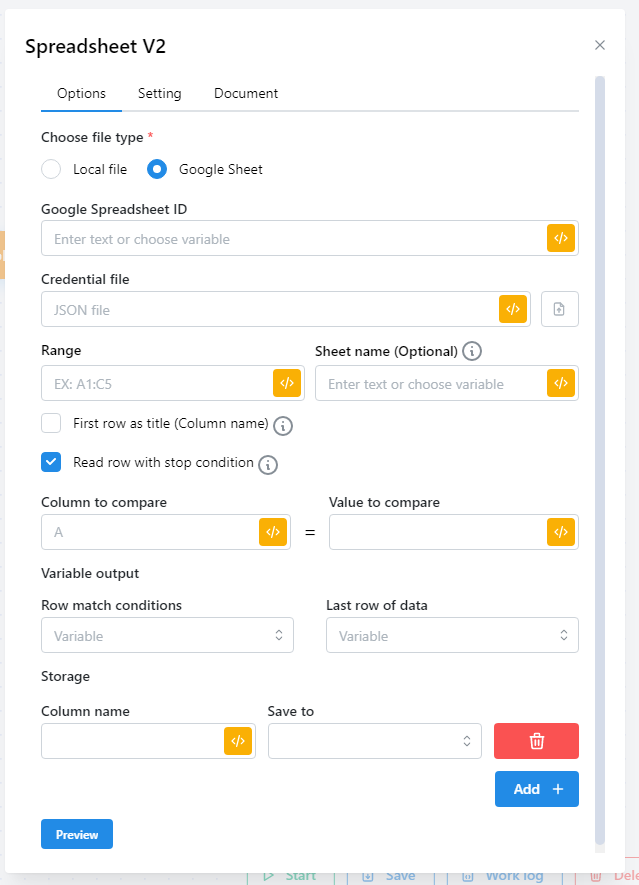 Spreadsheet V2
Options Setting Document
Choose file type *
Local file Google Sheet
Google Spreadsheet ID
Enter text or choose variable </>
Credential file
JSON file </>
Range Sheet name (Optional) i
EX: A1:C5 </> Enter text or choose variable </>
First row as title (Column name) i
Read row with stop condition i
Column to compare Value to compare
A </> = </>
Variable output
Row match conditions Last row of data
Variable Variable
Storage
Column name Save to
</>
Add +
Preview
Start Save Work log